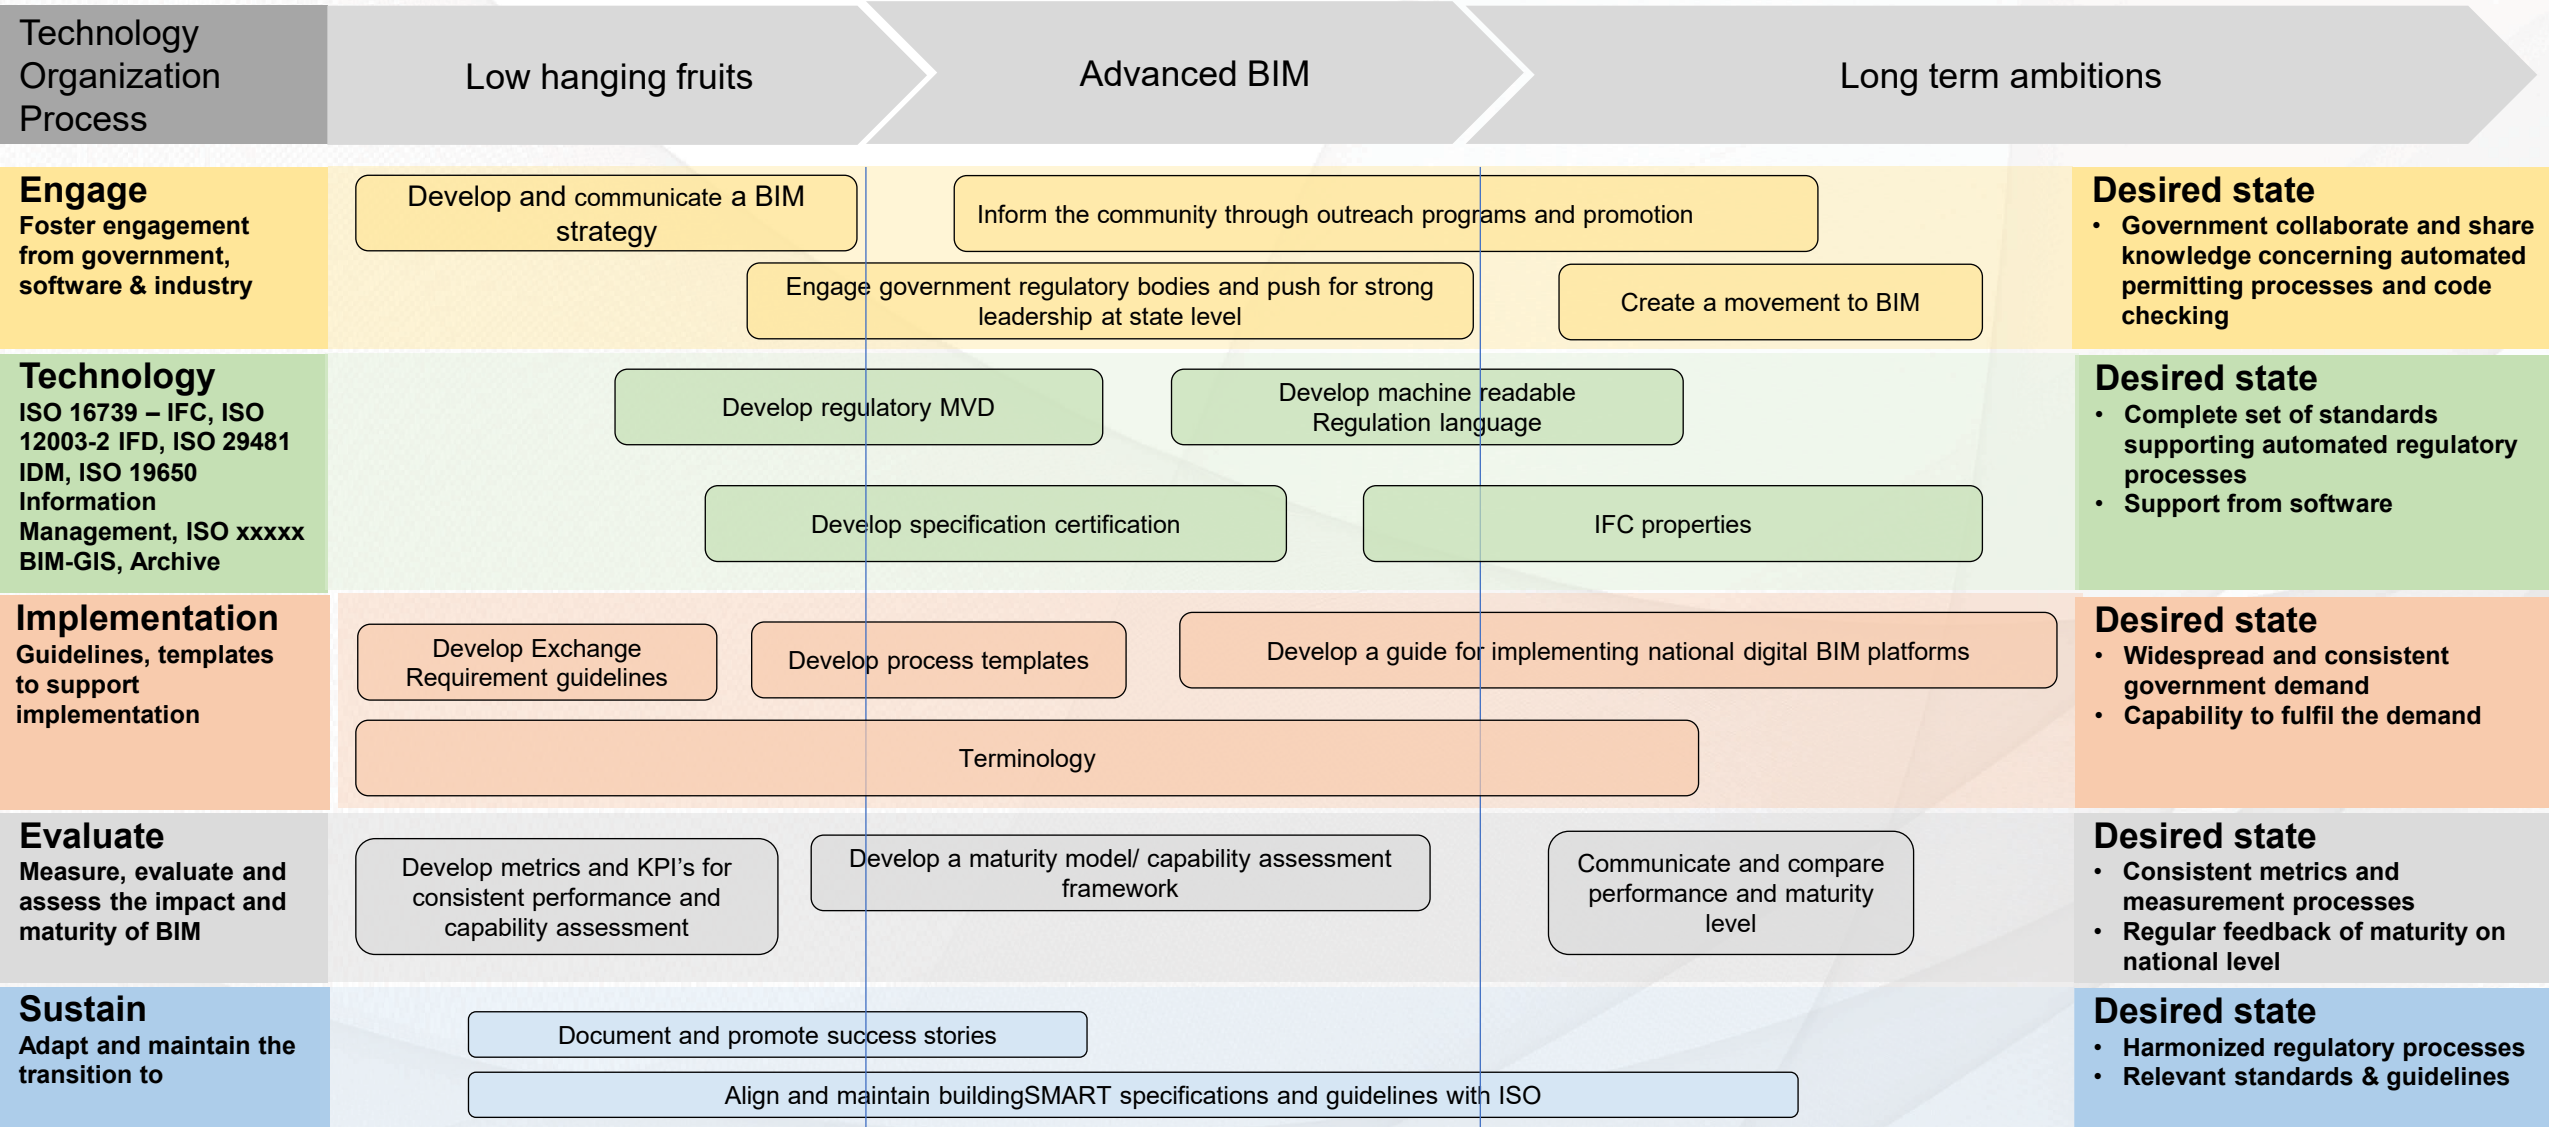 Technology
Organization
Process
Low hanging fruits
Advanced BIM
Long term ambitions
Engage
Foster engagement
from government,
software & industry
Develop and communicate a BIM
strategy
Inform the community through outreach programs and promotion
Engage government regulatory bodies and push for strong
leadership at state level
Create a movement to BIM
Desired state
• Government collaborate and share
knowledge concerning automated
permitting processes and code
checking
Technology
ISO 16739 – IFC, ISO
12003-2 IFD, ISO 29481
IDM, ISO 19650
Information
Management, ISO xxxxx
BIM-GIS, Archive
Develop regulatory MVD
Develop machine readable
Regulation language
Develop specification certification
IFC properties
Desired state
• Complete set of standards
supporting automated regulatory
processes
• Support from software
Implementation
Guidelines, templates
to support
implementation
Develop Exchange
Requirement guidelines
Develop process templates
Develop a guide for implementing national digital BIM platforms
Terminology
Desired state
• Widespread and consistent
government demand
• Capability to fulfil the demand
Evaluate
Measure, evaluate and
assess the impact and
maturity of BIM
Develop metrics and KPI's for
consistent performance and
capability assessment
Develop a maturity model/ capability assessment
framework
Communicate and compare
performance and maturity
level
Desired state
• Consistent metrics and
measurement processes
• Regular feedback of maturity on
national level
Sustain
Adapt and maintain the
transition to
Document and promote success stories
Align and maintain buildingSMART specifications and guidelines with ISO
Desired state
• Harmonized regulatory processes
• Relevant standards & guidelines